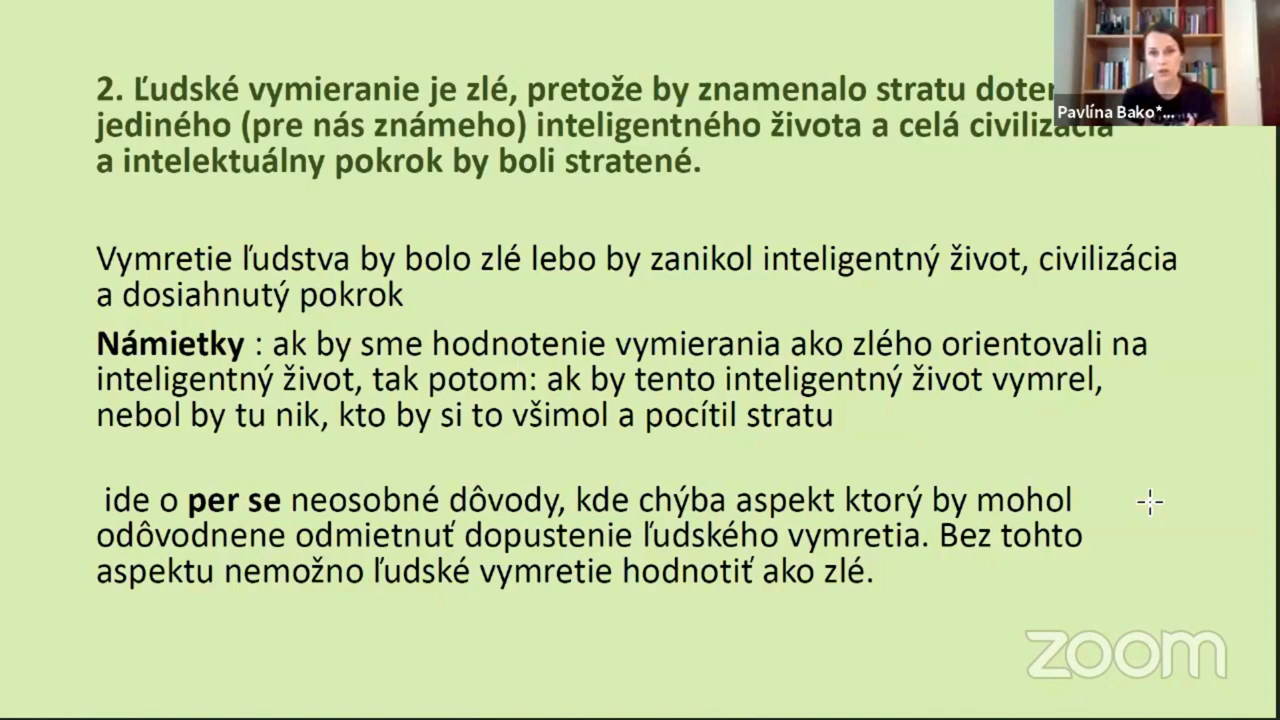 2. Ľudské vymieranie je zlé, pretože by znamenalo stratu
jediného (pre nás známeho) inteligentného života a celá civilizácia
a intelektuálny pokrok by boli stratené.
Vymretie ľudstva by bolo zlé lebo by zanikol inteligentný život, civilizácia
a dosiahnutý pokrok
Námietky : ak by sme hodnotenie vymierania ako zlého orientovali na
inteligentný život, tak potom: ak by tento inteligentný život vymrel,
nebol by tu nik, kto by si to všimol a pocítil stratu
ide o per se neosobné dôvody, kde chýba aspekt ktorý by mohol
odôvodnene odmietnuť dopustenie ľudského vymretia. Bez tohto
aspektu nemožno ľudské vymretie hodnotiť ako zlé.
Pavlína Bako*...
zoom